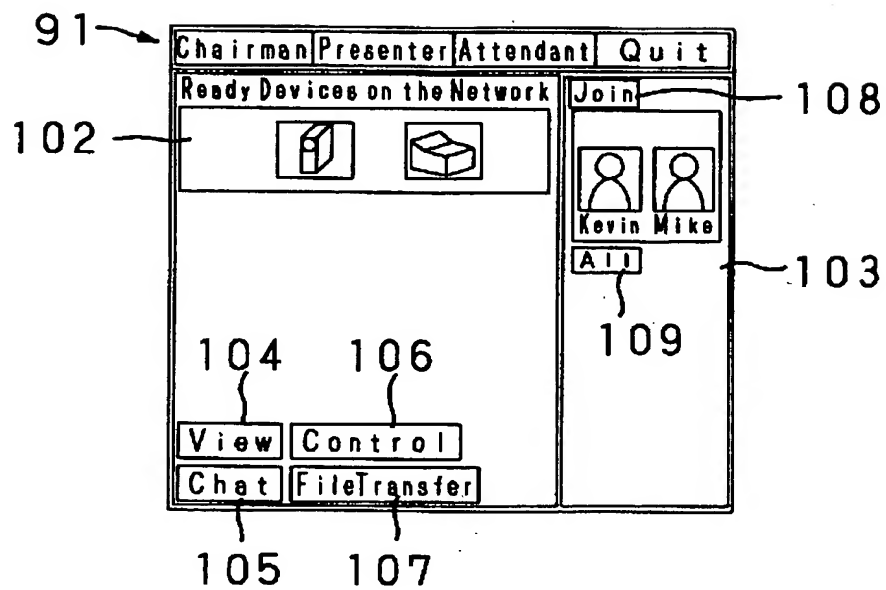 91
Chairman Presenter Attendant Quit
Ready Devices on the Network Join 108
102
Kevin Mike
All 103
109
104 106
View Control
Chat FileTransfer
105 107